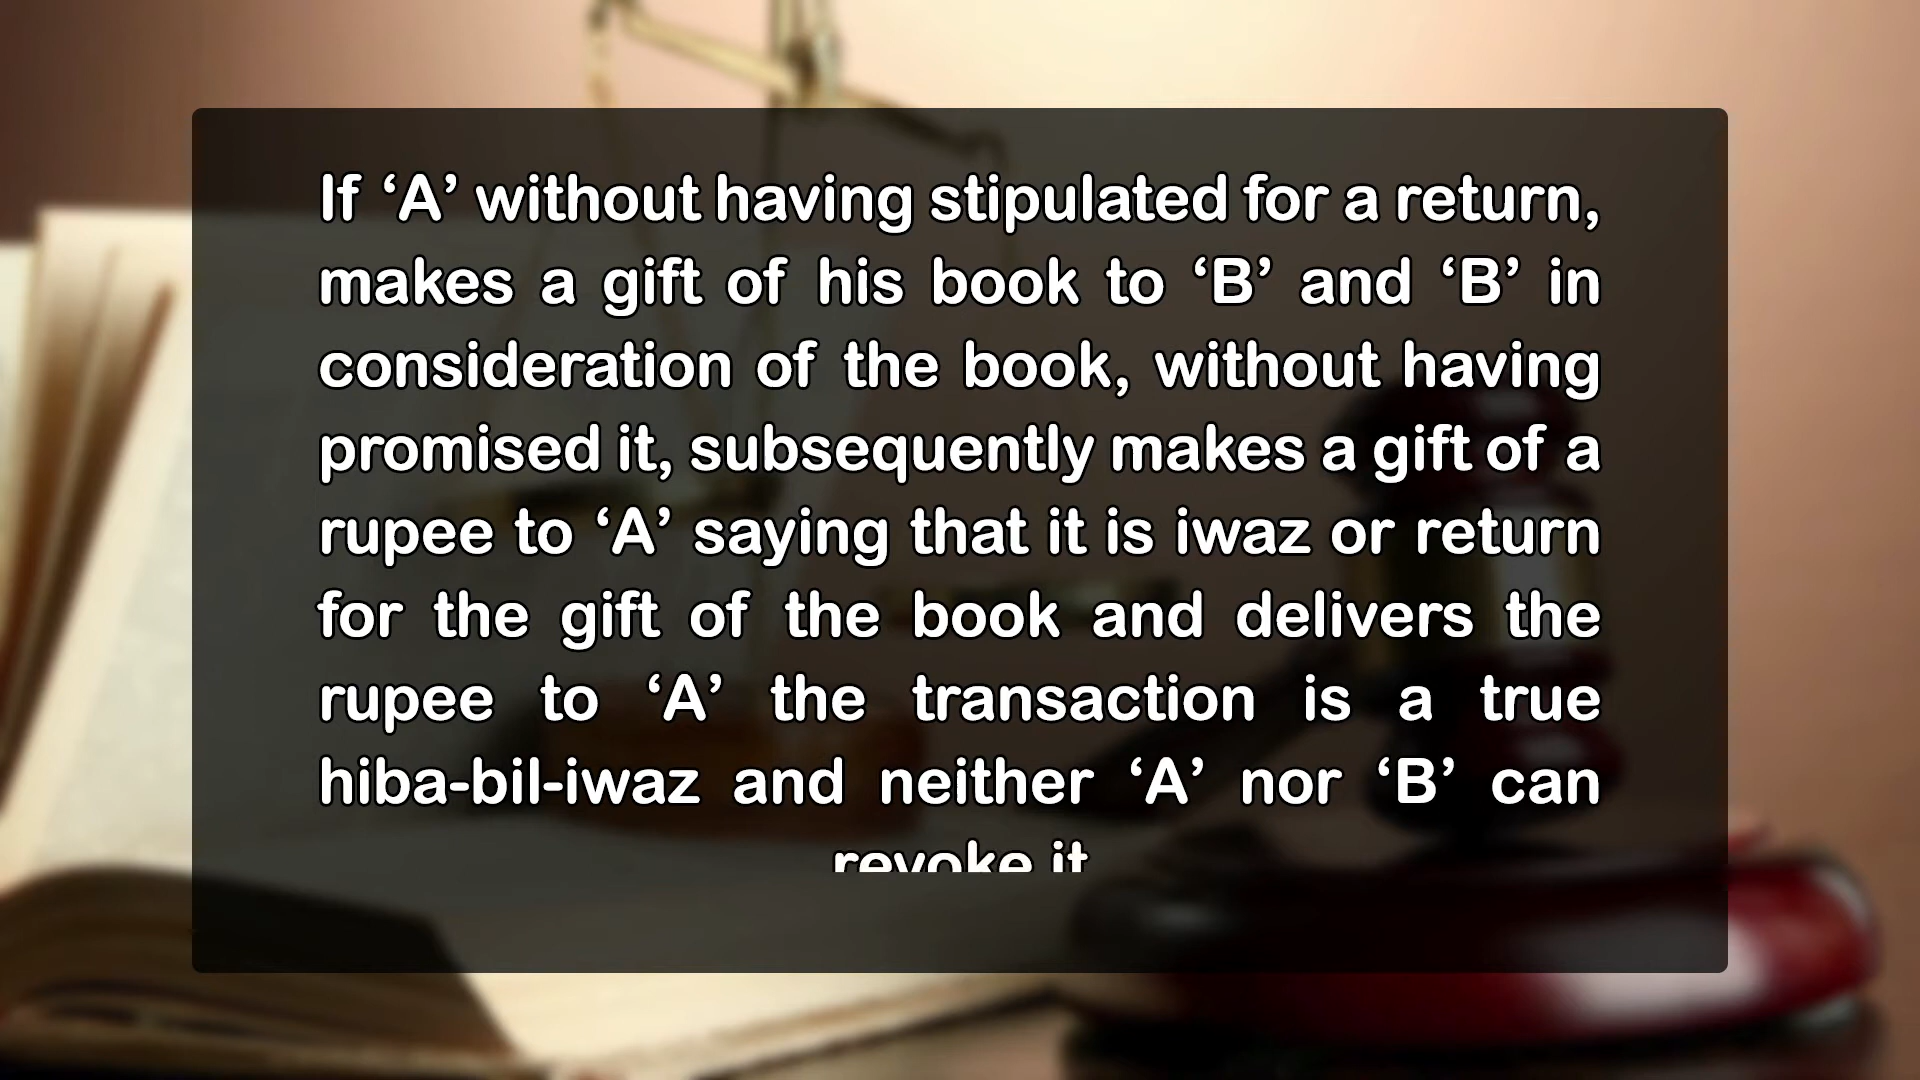 If ‘A’ without having stipulated for a return,
makes a gift of his book to ‘B’ and ‘B’ in
consideration of the book, without having
promised it, subsequently makes a gift of a
rupee to ‘A’ saying that it is iwaz or return
for the gift of the book and delivers the
rupee to ‘A’ the transaction is a true
hiba-bil-iwaz and neither ‘A’ nor ‘B’ can
revoke it